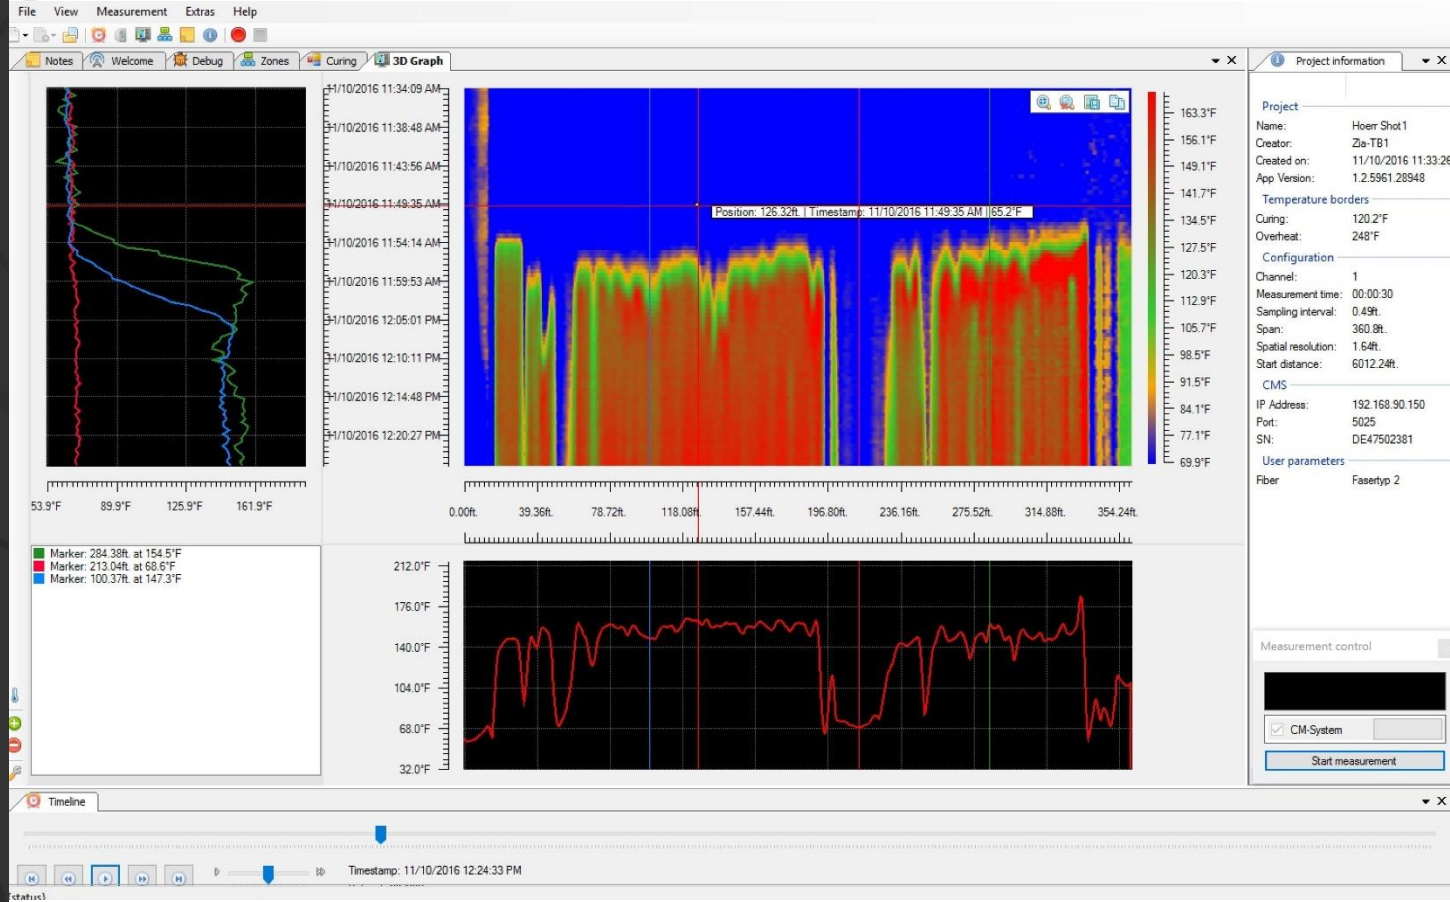 File View Measurement Extras Help
Notes Welcome Debug Zones Curing 3D Graph
Project information
11/10/2016 11:34:09 AM
11/10/2016 11:38:48 AM
11/10/2016 11:43:56 AM
11/10/2016 11:49:35 AM
11/10/2016 11:54:14 AM
11/10/2016 11:59:53 AM
11/10/2016 12:05:01 PM
11/10/2016 12:10:11 PM
11/10/2016 12:14:48 PM
11/10/2016 12:20:27 PM
53.9°F 89.9°F 125.9°F 161.9°F
Position: 126.32ft. | Timestamp: 11/10/2016 11:49:35 AM | 65.2°F
163.3°F
156.1°F
149.1°F
141.7°F
134.5°F
127.5°F
120.3°F
112.9°F
105.7°F
98.5°F
91.5°F
84.1°F
77.1°F
69.9°F
0.00ft. 39.36ft. 78.72ft. 118.08ft. 157.44ft. 196.80ft. 236.16ft. 275.52ft. 314.88ft. 354.24ft.
Marker: 284.38ft. at 154.5°F
Marker: 213.04ft. at 68.6°F
Marker: 100.37ft. at 147.3°F
212.0°F
176.0°F
140.0°F
104.0°F
68.0°F
32.0°F
Project
Name: Hoerr Shot1
Creator: Zia-TB1
Created on: 11/10/2016 11:33:26
App Version: 1.2.5961.28948
Temperature borders
Curing: 120.2°F
Overheat: 248°F
Configuration
Channel: 1
Measurement time: 00:00:30
Sampling interval: 0.49ft.
Span: 360.8ft.
Spatial resolution: 1.64ft.
Start distance: 6012.24ft.
CMS
IP Address: 192.168.90.150
Port: 5025
SN: DE47502381
User parameters
Fiber Fasertyp 2
Measurement control
CM-System
Start measurement
Timeline
Timestamp: 11/10/2016 12:24:33 PM
{status}